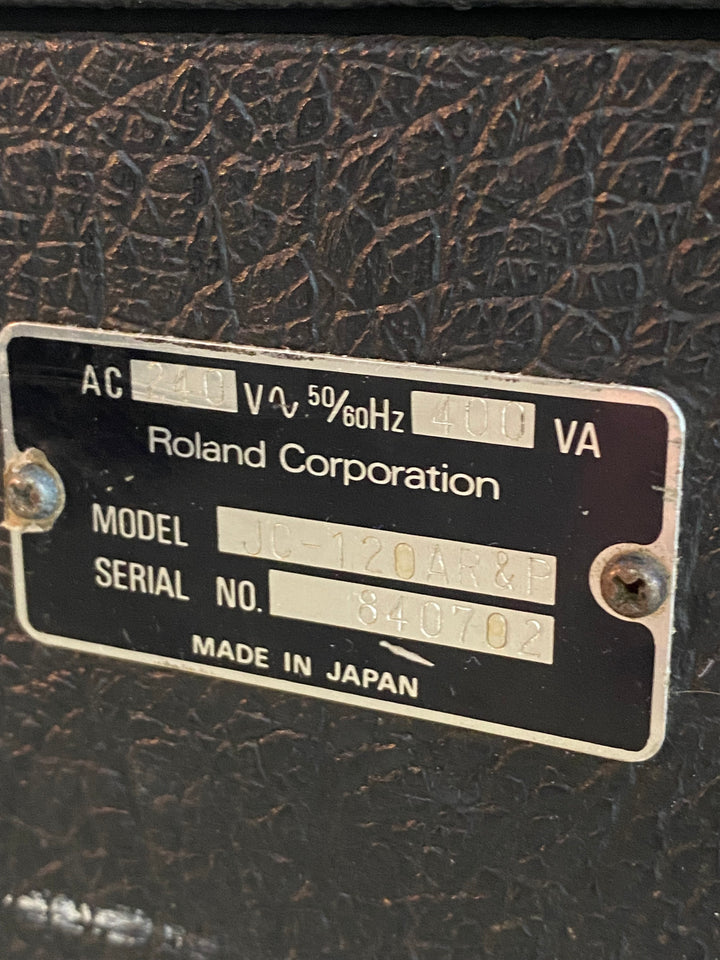 AC 240 V∿ 50/60Hz 400 VA
Roland Corporation
MODEL JC-120AR&P
SERIAL NO. 840702
MADE IN JAPAN